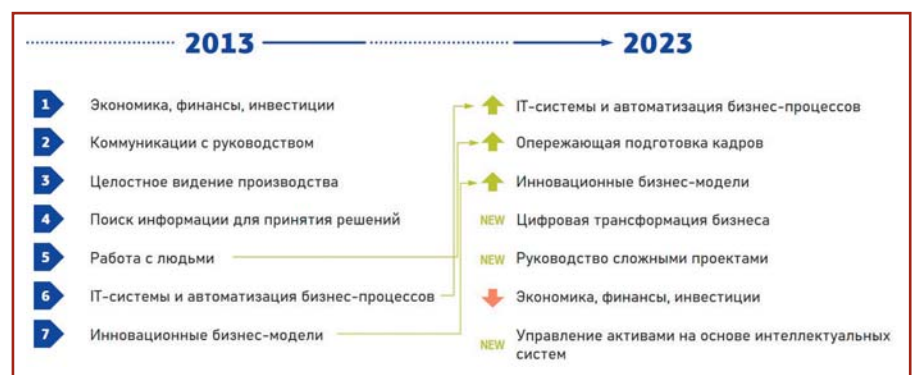 2013 2023
1 Экономика, финансы, инвестиции
2 Коммуникации с руководством
3 Целостное видение производства
4 Поиск информации для принятия решений
5 Работа с людьми
6 IT-системы и автоматизация бизнес-процессов
7 Инновационные бизнес-модели
IT-системы и автоматизация бизнес-процессов
Опережающая подготовка кадров
Инновационные бизнес-модели
NEW Цифровая трансформация бизнеса
NEW Руководство сложными проектами
Экономика, финансы, инвестиции
NEW Управление активами на основе интеллектуальных
систем